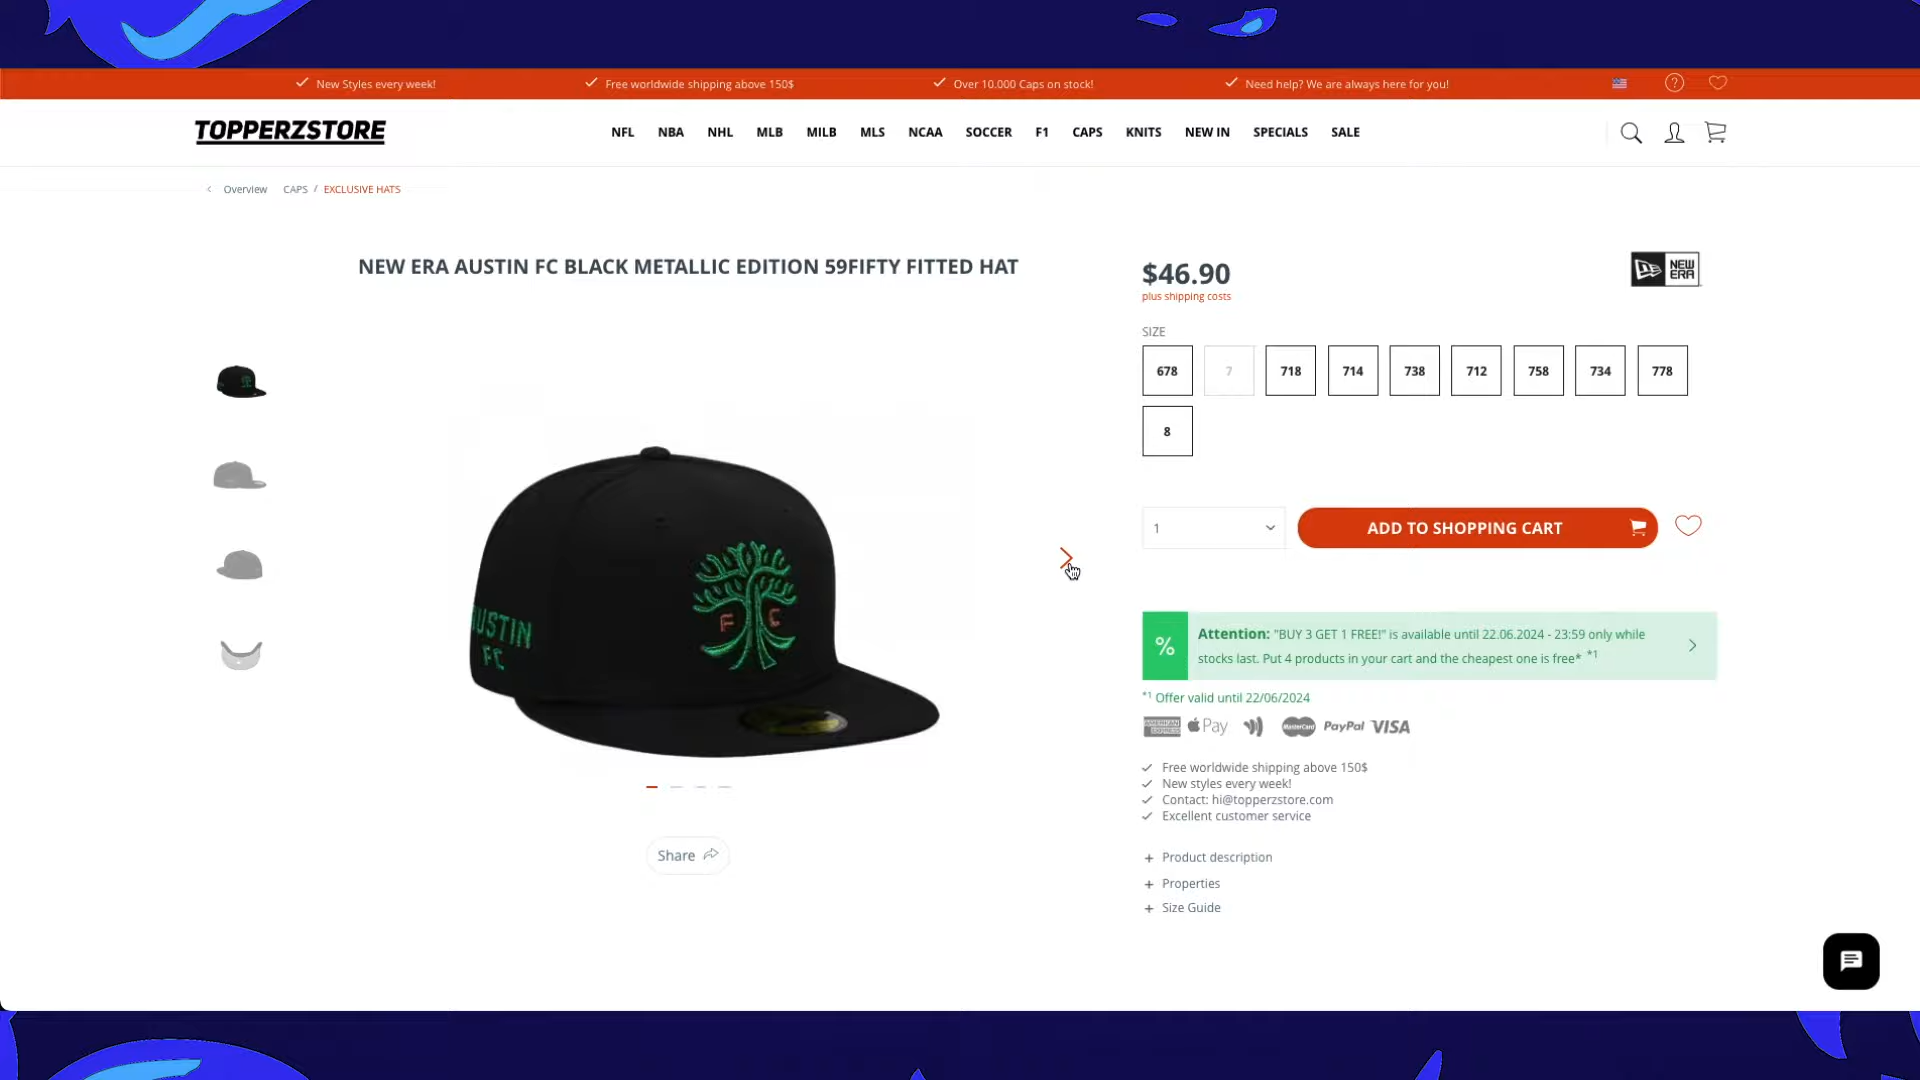 New Styles every week!
Free worldwide shipping above 150$
Over 10.000 Caps on stock!
Need help? We are always here for you!
TOPPERZSTORE
NFL NBA NHL MLB MILB MLS NCAA SOCCER F1 CAPS KNITS NEW IN SPECIALS SALE
Overview CAPS / EXCLUSIVE HATS
NEW ERA AUSTIN FC BLACK METALLIC EDITION 59FIFTY FITTED HAT
$46.90
plus shipping costs
NEW ERA
SIZE
678 7 718 714 738 712 758 734 778
8
1
ADD TO SHOPPING CART
AUSTIN
FC
F C
% Attention: "BUY 3 GET 1 FREE!" is available until 22.06.2024 - 23:59 only while
stocks last. Put 4 products in your cart and the cheapest one is free* *1
*1 Offer valid until 22/06/2024
AMERICAN EXPRESS Pay MasterCard PayPal VISA
Free worldwide shipping above 150$
New styles every week!
Contact: hi@topperzstore.com
Excellent customer service
Share
+ Product description
+ Properties
+ Size Guide